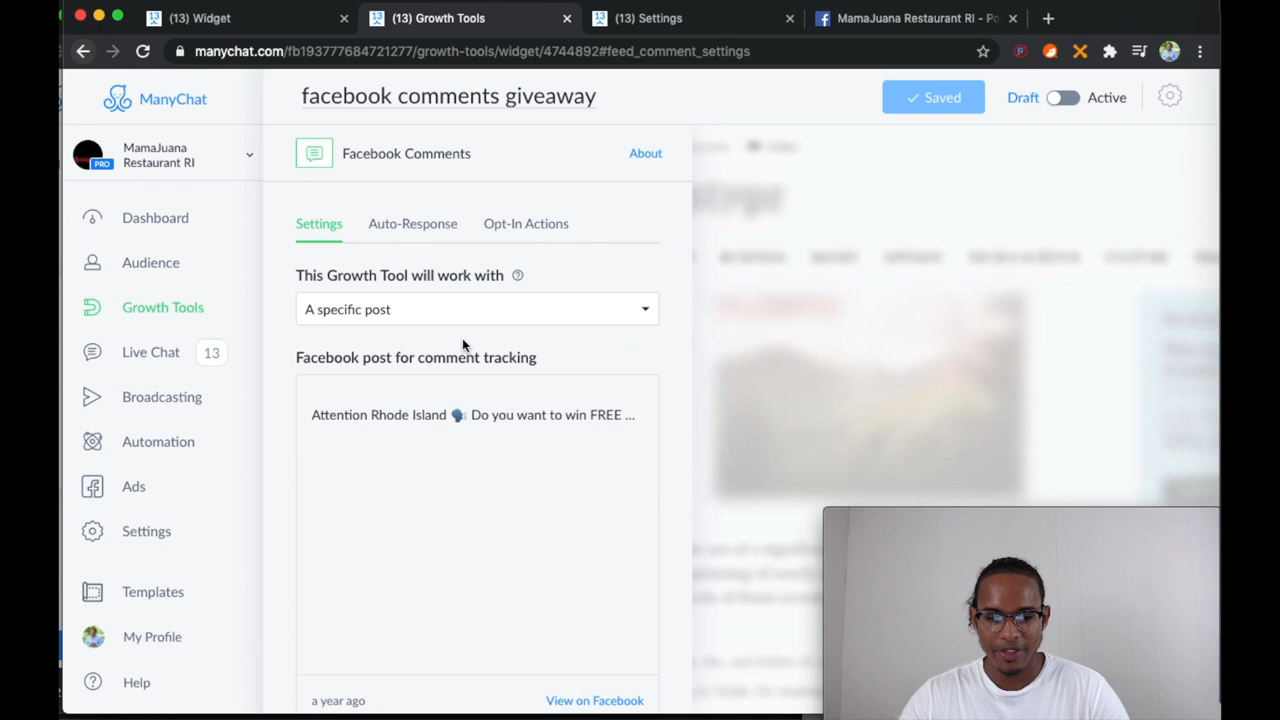 (13) Widget
(13) Growth Tools
(13) Settings
MamaJuana Restaurant RI - Po
manychat.com/fb193777684721277/growth-tools/widget/4744892#feed_comment_settings
ManyChat
facebook comments giveaway
Saved
Draft
Active
MamaJuana
Restaurant RI
PRO
Facebook Comments
About
Dashboard
Audience
Growth Tools
Live Chat
13
Broadcasting
Automation
Ads
Settings
Templates
My Profile
Help
Settings
Auto-Response
Opt-In Actions
This Growth Tool will work with
A specific post
Facebook post for comment tracking
Attention Rhode Island 🗣️ Do you want to win FREE ...
a year ago
View on Facebook